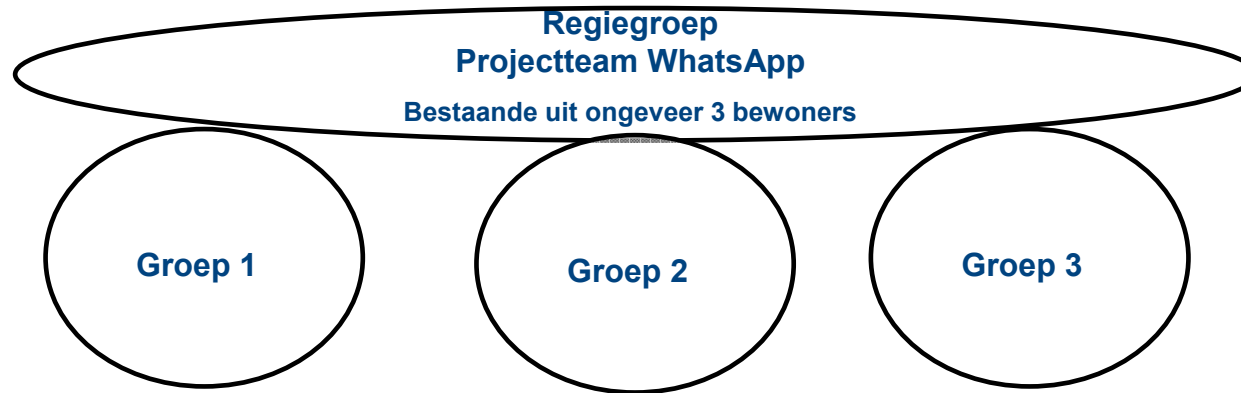 Regiegroep
Projectteam WhatsApp
Bestaande uit ongeveer 3 bewoners
Groep 1
Groep 2
Groep 3